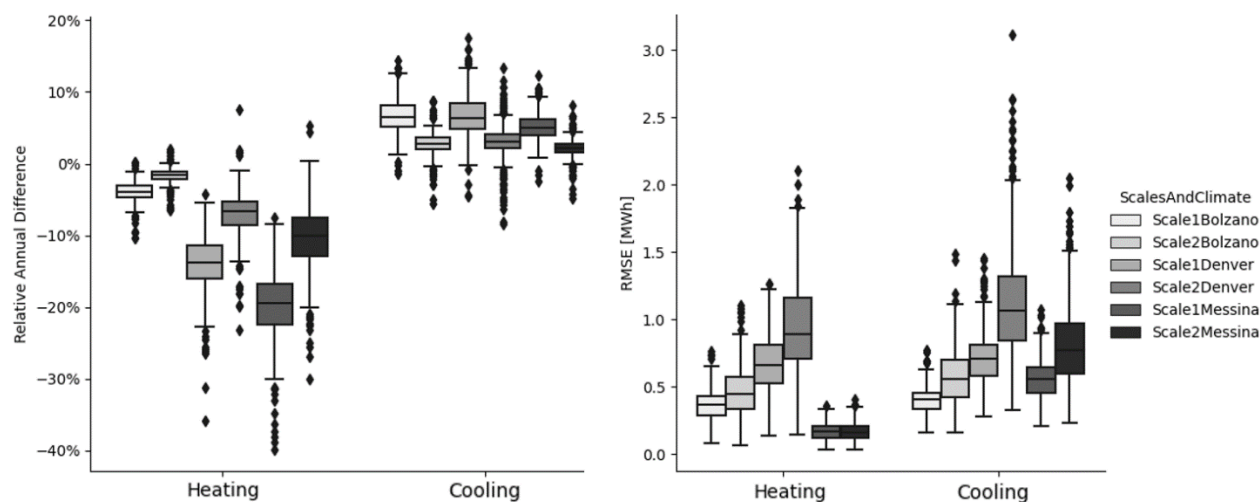 20%
10%
0%
−10%
−20%
−30%
−40%
Relative Annual Difference
Heating
Cooling
3.0
2.5
2.0
1.5
1.0
0.5
0.0
RMSE [MWh]
Heating
Cooling
ScalesAndClimate
Scale1Bolzano
Scale2Bolzano
Scale1Denver
Scale2Denver
Scale1Messina
Scale2Messina